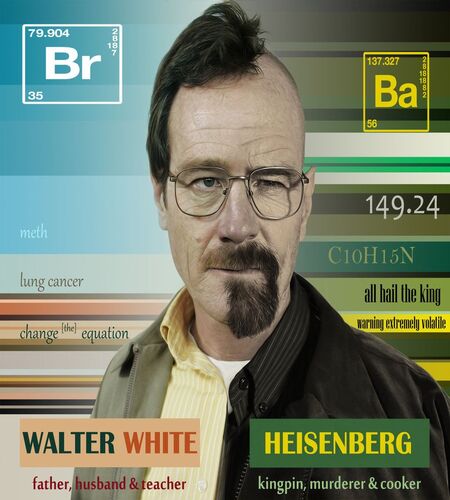 79.904
2
8
18
7
Br
35
137.327
2
8
18
18
8
2
Ba
56
149.24
meth
C10H15N
lung cancer
all hail the king
change [the] equation
warning extremely volatile
WALTER WHITE
HEISENBERG
father, husband & teacher
kingpin, murderer & cooker